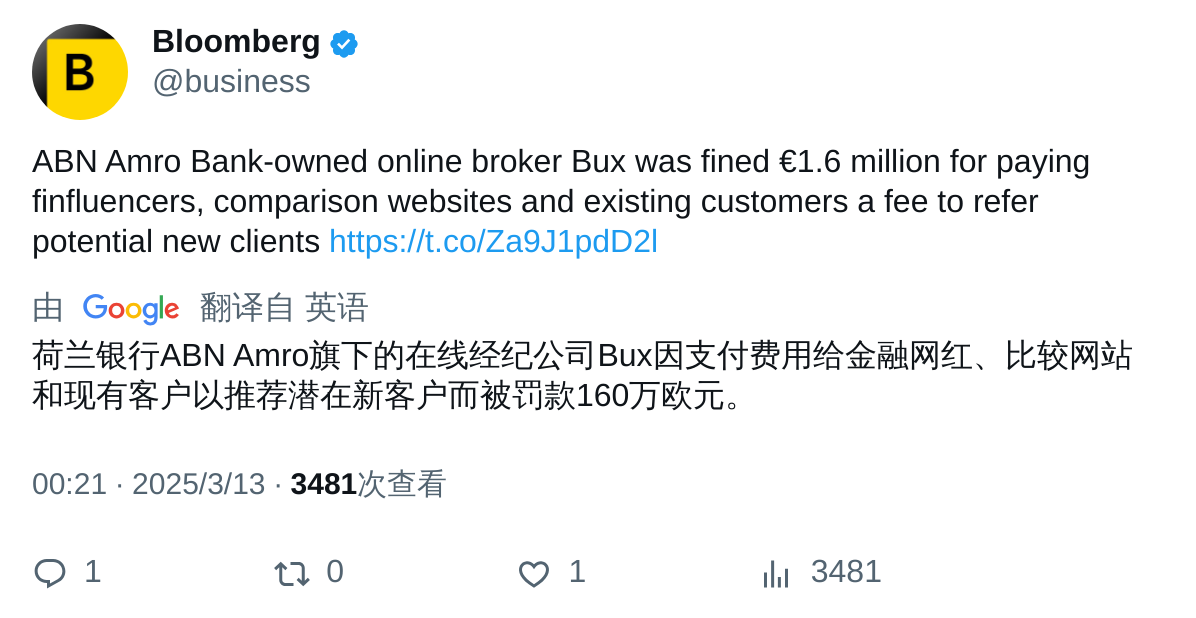 B
Bloomberg
@business
ABN Amro Bank-owned online broker Bux was fined €1.6 million for paying
finfluencers, comparison websites and existing customers a fee to refer
potential new clients https://t.co/Za9J1pdD2l
由 Google 翻译自 英语
荷兰银行ABN Amro旗下的在线经纪公司Bux因支付费用给金融网红、比较网站
和现有客户以推荐潜在新客户而被罚款160万欧元。
00:21 · 2025/3/13 · 3481次查看
1 0 1 3481